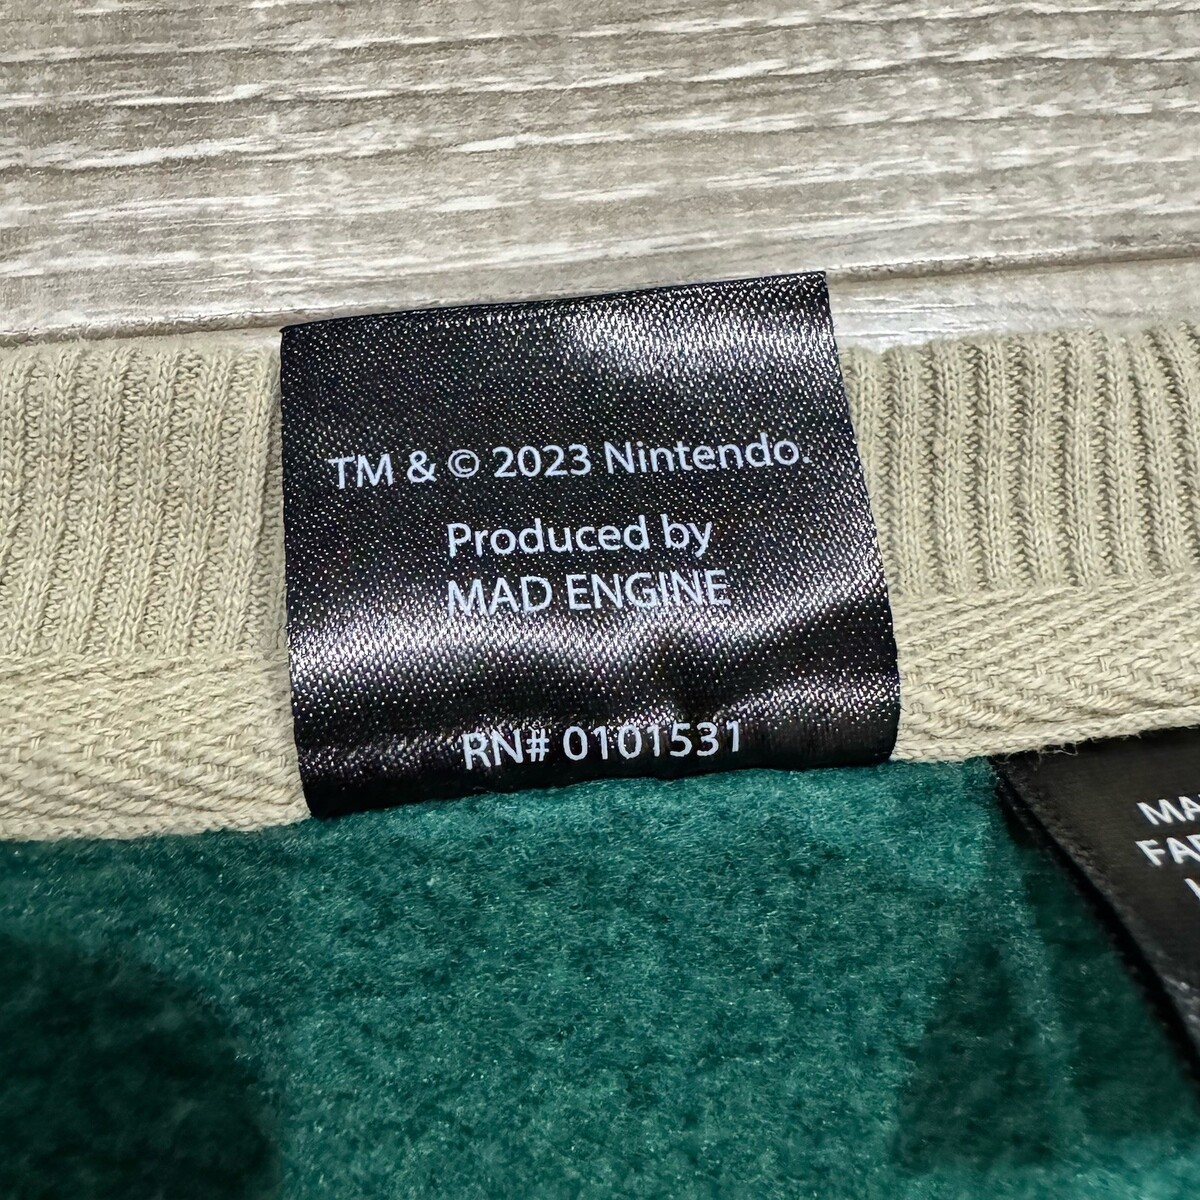 TM & © 2023 Nintendo.
Produced by
MAD ENGINE
RN# 0101531